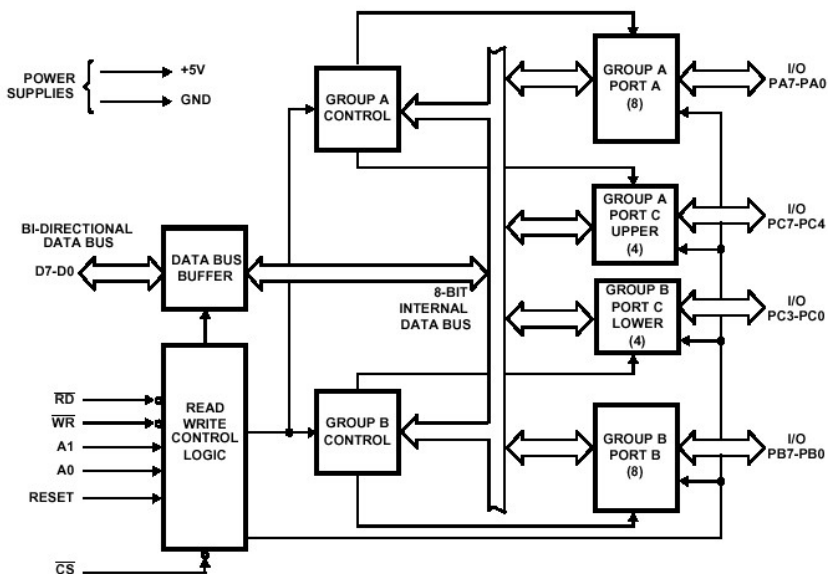 POWER
SUPPLIES
+5V
GND
GROUP A
CONTROL
GROUP A
PORT A
(8)
I/O
PA7-PA0
GROUP A
PORT C
UPPER
(4)
I/O
PC7-PC4
BI-DIRECTIONAL
DATA BUS
D7-D0
DATA BUS
BUFFER
8-BIT
INTERNAL
DATA BUS
GROUP B
PORT C
LOWER
(4)
I/O
PC3-PC0
RD
WR
A1
A0
RESET
CS
READ
WRITE
CONTROL
LOGIC
GROUP B
CONTROL
GROUP B
PORT B
(8)
I/O
PB7-PB0